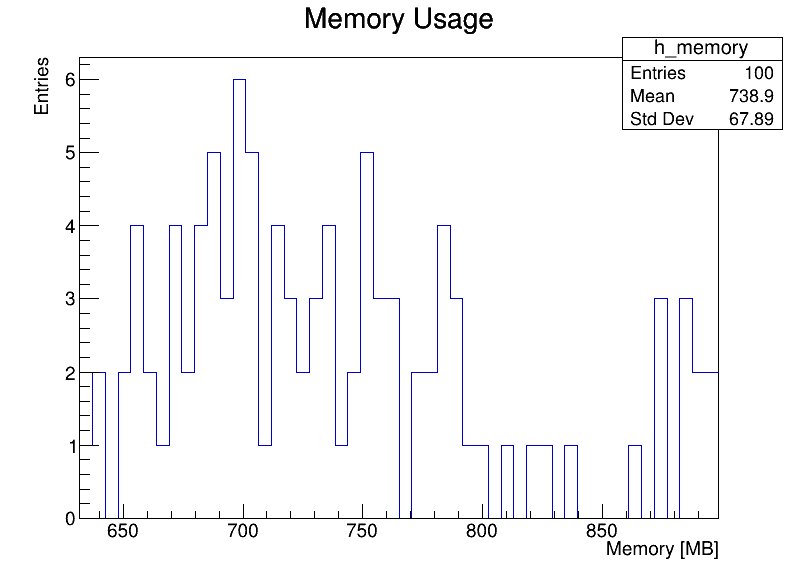 Memory Usage
h_memory
Entries 100
Mean 738.9
Std Dev 67.89
Entries
6
5
4
3
2
1
0
650 700 750 800 850
Memory [MB]